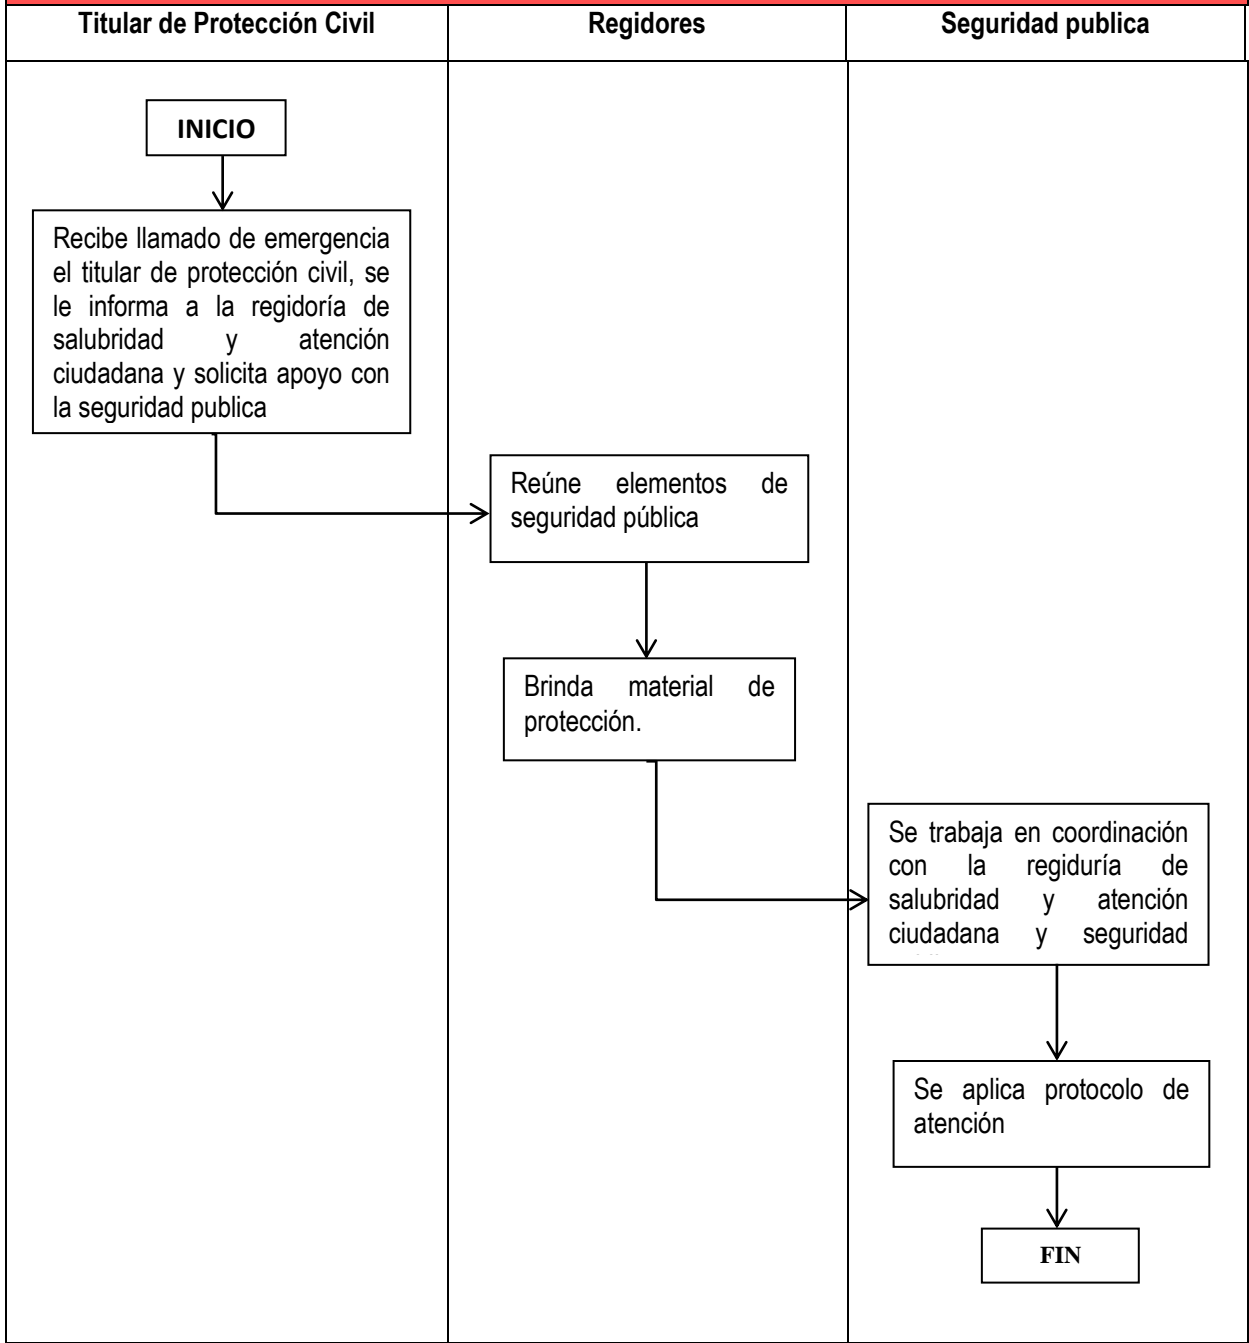 Titular de Protección Civil
Regidores
Seguridad publica
INICIO
Recibe llamado de emergencia
el titular de protección civil, se
le informa a la regidoría de
salubridad y atención
ciudadana y solicita apoyo con
la seguridad publica
Reúne elementos de
seguridad pública
Brinda material de
protección.
Se trabaja en coordinación
con la regiduría de
salubridad y atención
ciudadana y seguridad
Se aplica protocolo de
atención
FIN